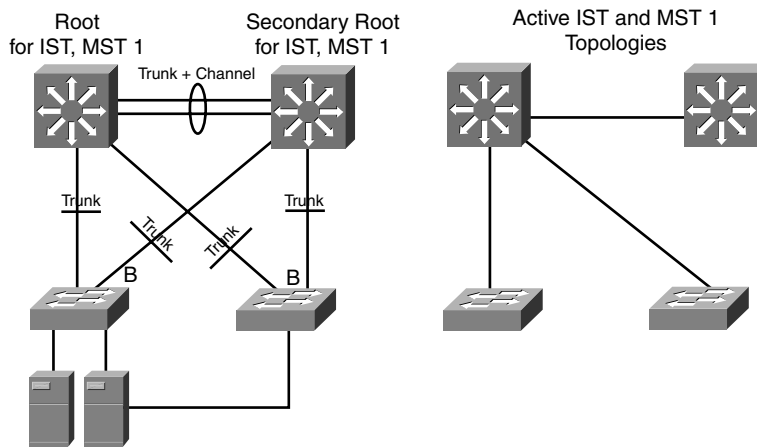 Root
for IST, MST 1
Secondary Root
for IST, MST 1
Active IST and MST 1
Topologies
Trunk + Channel
Trunk
Trunk
Trunk
Trunk
B
B